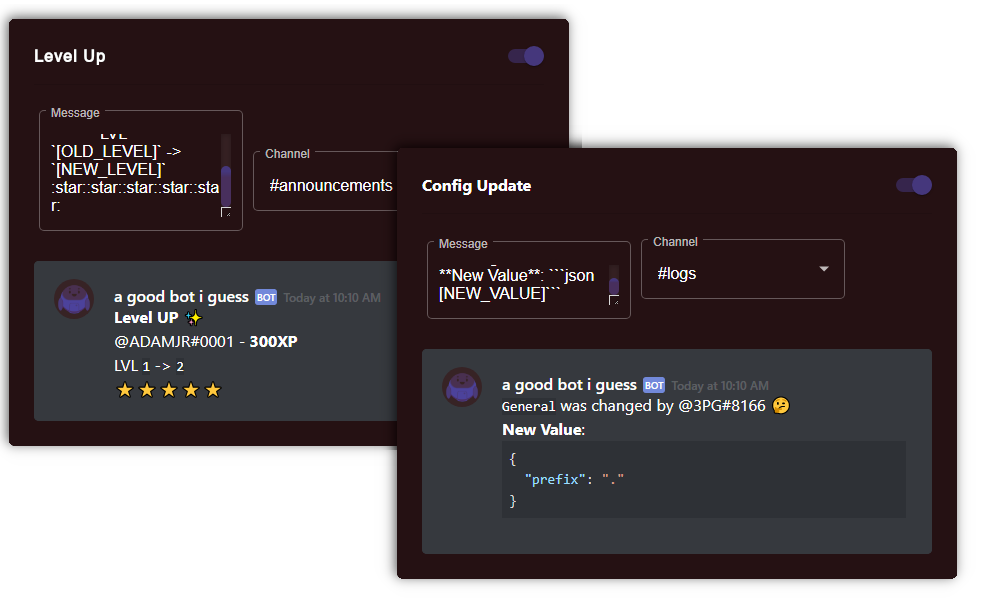 Level Up
Message
LVL
`[OLD_LEVEL]` ->
`[NEW_LEVEL]`
:star::star::star::star::sta
r:
Channel
#announcements
a good bot i guess BOT Today at 10:10 AM
Level UP
@ADAMJR#0001 - 300XP
LVL 1 -> 2
Config Update
Message
**New Value**: ```json
[NEW_VALUE]```
Channel
#logs
a good bot i guess BOT Today at 10:10 AM
General was changed by @3PG#8166
New Value:
{
"prefix": "."
}